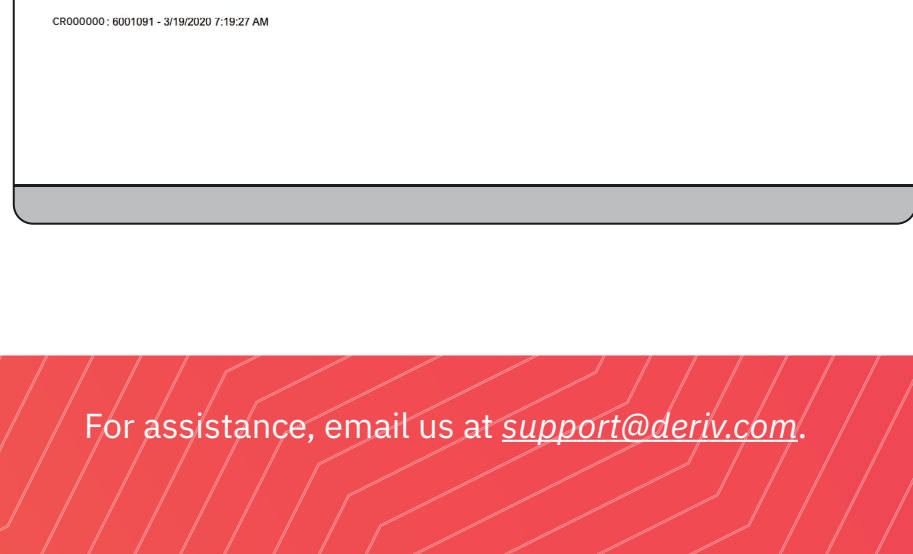 CR000000 : 6001091 - 3/19/2020 7:19:27 AM
For assistance, email us at support@deriv.com.